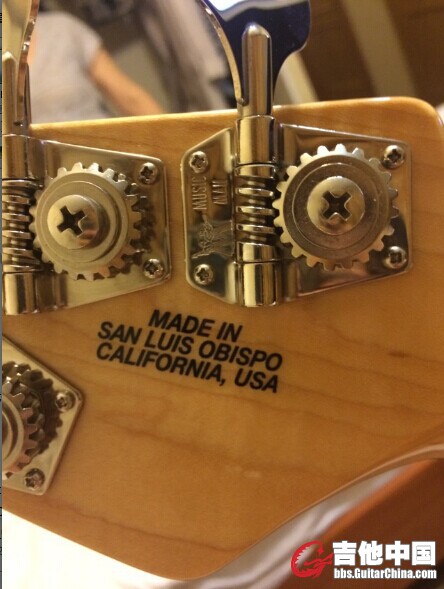 MUSIC
MAN
MADE IN
SAN LUIS OBISPO
CALIFORNIA, USA
吉他中国
bbs.GuitarChina.com